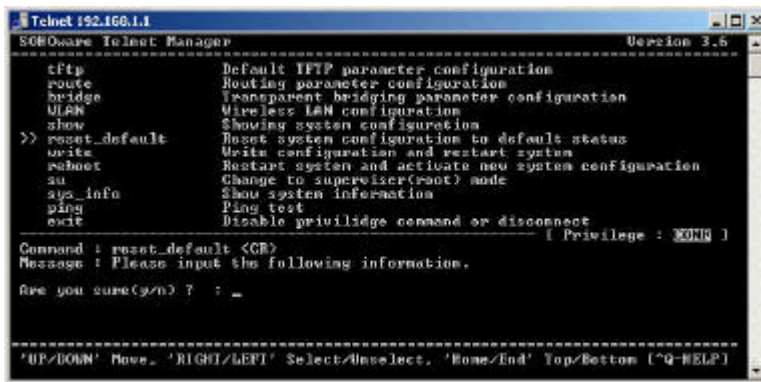 Telnet 192.168.1.1
SOHOware Telnet Manager Version 3.6
tftp Default TFTP parameter configuration
route Routing parameter configuration
bridge Transparent bridging parameter configuration
WLAN Wireless LAN configuration
show Showing system configuration
>> reset_default Reset system configuration to default status
write Write configuration and restart system
reboot Restart system and activate new system configuration
su Change to superviser(root) mode
sys_info Show system information
ping Ping test
exit Disable privilidge command or disconnect
[ Privilege : CONN ]
Command : reset_default <CR>
Message : Please input the following information.
Are you sure(y/n) ? : _
'UP/DOWN' Move, 'RIGHT/LEFT' Select/Unselect, 'Home/End' Top/Bottom [^Q-HELP]